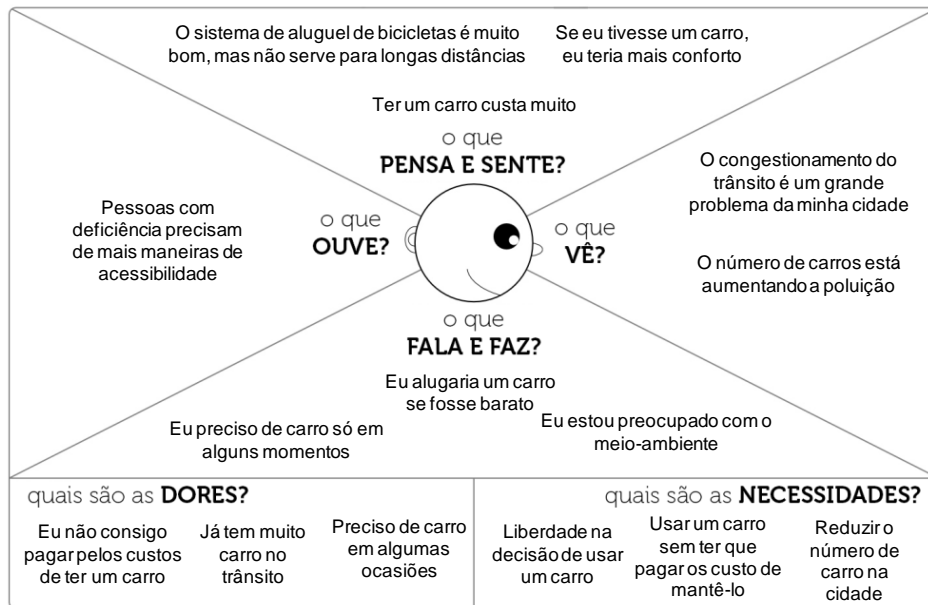 O sistema de aluguel de bicicletas é muito
bom, mas não serve para longas distâncias
Se eu tivesse um carro,
eu teria mais conforto
Ter um carro custa muito
o que
PENSA E SENTE?
Pessoas com
deficiência precisam
de mais maneiras de
acessibilidade
o que
OUVE?
o que
VÊ?
O congestionamento do
trânsito é um grande
problema da minha cidade
O número de carros está
aumentando a poluição
o que
FALA E FAZ?
Eu alugaria um carro
se fosse barato
Eu preciso de carro só em
alguns momentos
Eu estou preocupado com o
meio-ambiente
quais são as DORES?
Eu não consigo
pagar pelos custos
de ter um carro
Já tem muito
carro no
trânsito
Preciso de carro
em algumas
ocasiões
quais são as NECESSIDADES?
Liberdade na
decisão de usar
um carro
Usar um carro
sem ter que
pagar os custo de
mantê-lo
Reduzir o
número de
carro na
cidade